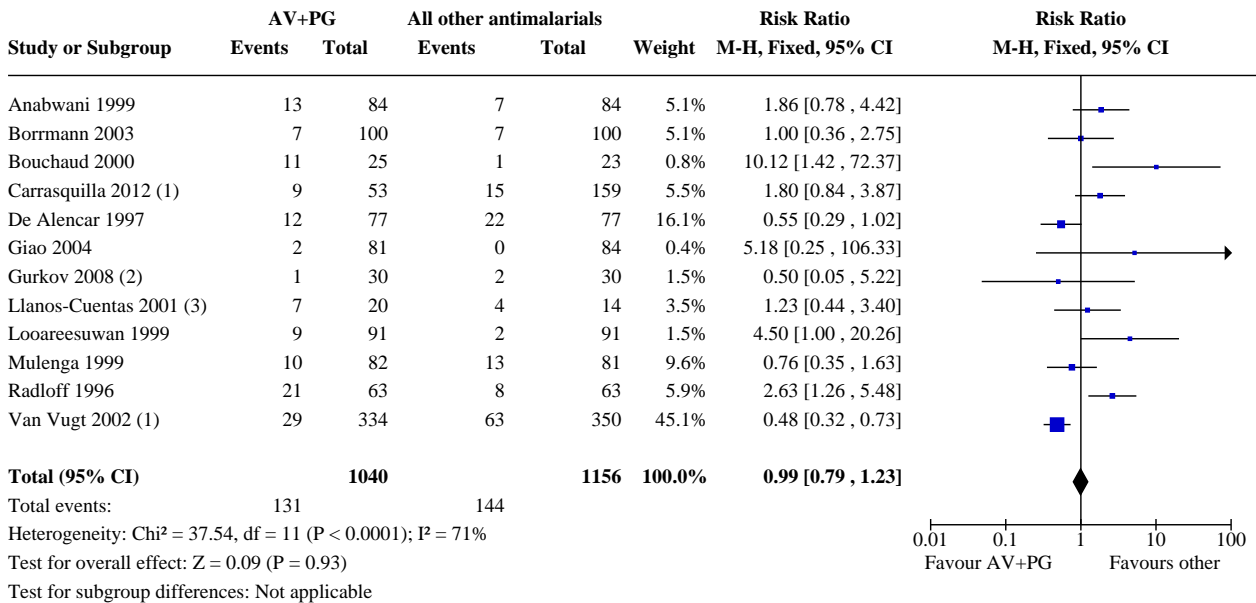 AV+PG All other antimalarials Risk Ratio Risk Ratio
Study or Subgroup Events Total Events Total Weight M-H, Fixed, 95% CI M-H, Fixed, 95% CI
Anabwani 1999 13 84 7 84 5.1% 1.86 [0.78 , 4.42]
Borrmann 2003 7 100 7 100 5.1% 1.00 [0.36 , 2.75]
Bouchaud 2000 11 25 1 23 0.8% 10.12 [1.42 , 72.37]
Carrasquilla 2012 (1) 9 53 15 159 5.5% 1.80 [0.84 , 3.87]
De Alencar 1997 12 77 22 77 16.1% 0.55 [0.29 , 1.02]
Giao 2004 2 81 0 84 0.4% 5.18 [0.25 , 106.33]
Gurkov 2008 (2) 1 30 2 30 1.5% 0.50 [0.05 , 5.22]
Llanos-Cuentas 2001 (3) 7 20 4 14 3.5% 1.23 [0.44 , 3.40]
Looareesuwan 1999 9 91 2 91 1.5% 4.50 [1.00 , 20.26]
Mulenga 1999 10 82 13 81 9.6% 0.76 [0.35 , 1.63]
Radloff 1996 21 63 8 63 5.9% 2.63 [1.26 , 5.48]
Van Vugt 2002 (1) 29 334 63 350 45.1% 0.48 [0.32 , 0.73]
Total (95% CI) 1040 1156 100.0% 0.99 [0.79 , 1.23]
Total events: 131 144
Heterogeneity: Chi² = 37.54, df = 11 (P < 0.0001); I² = 71%
Test for overall effect: Z = 0.09 (P = 0.93)
Test for subgroup differences: Not applicable
0.01 0.1 1 10 100
Favour AV+PG Favours other